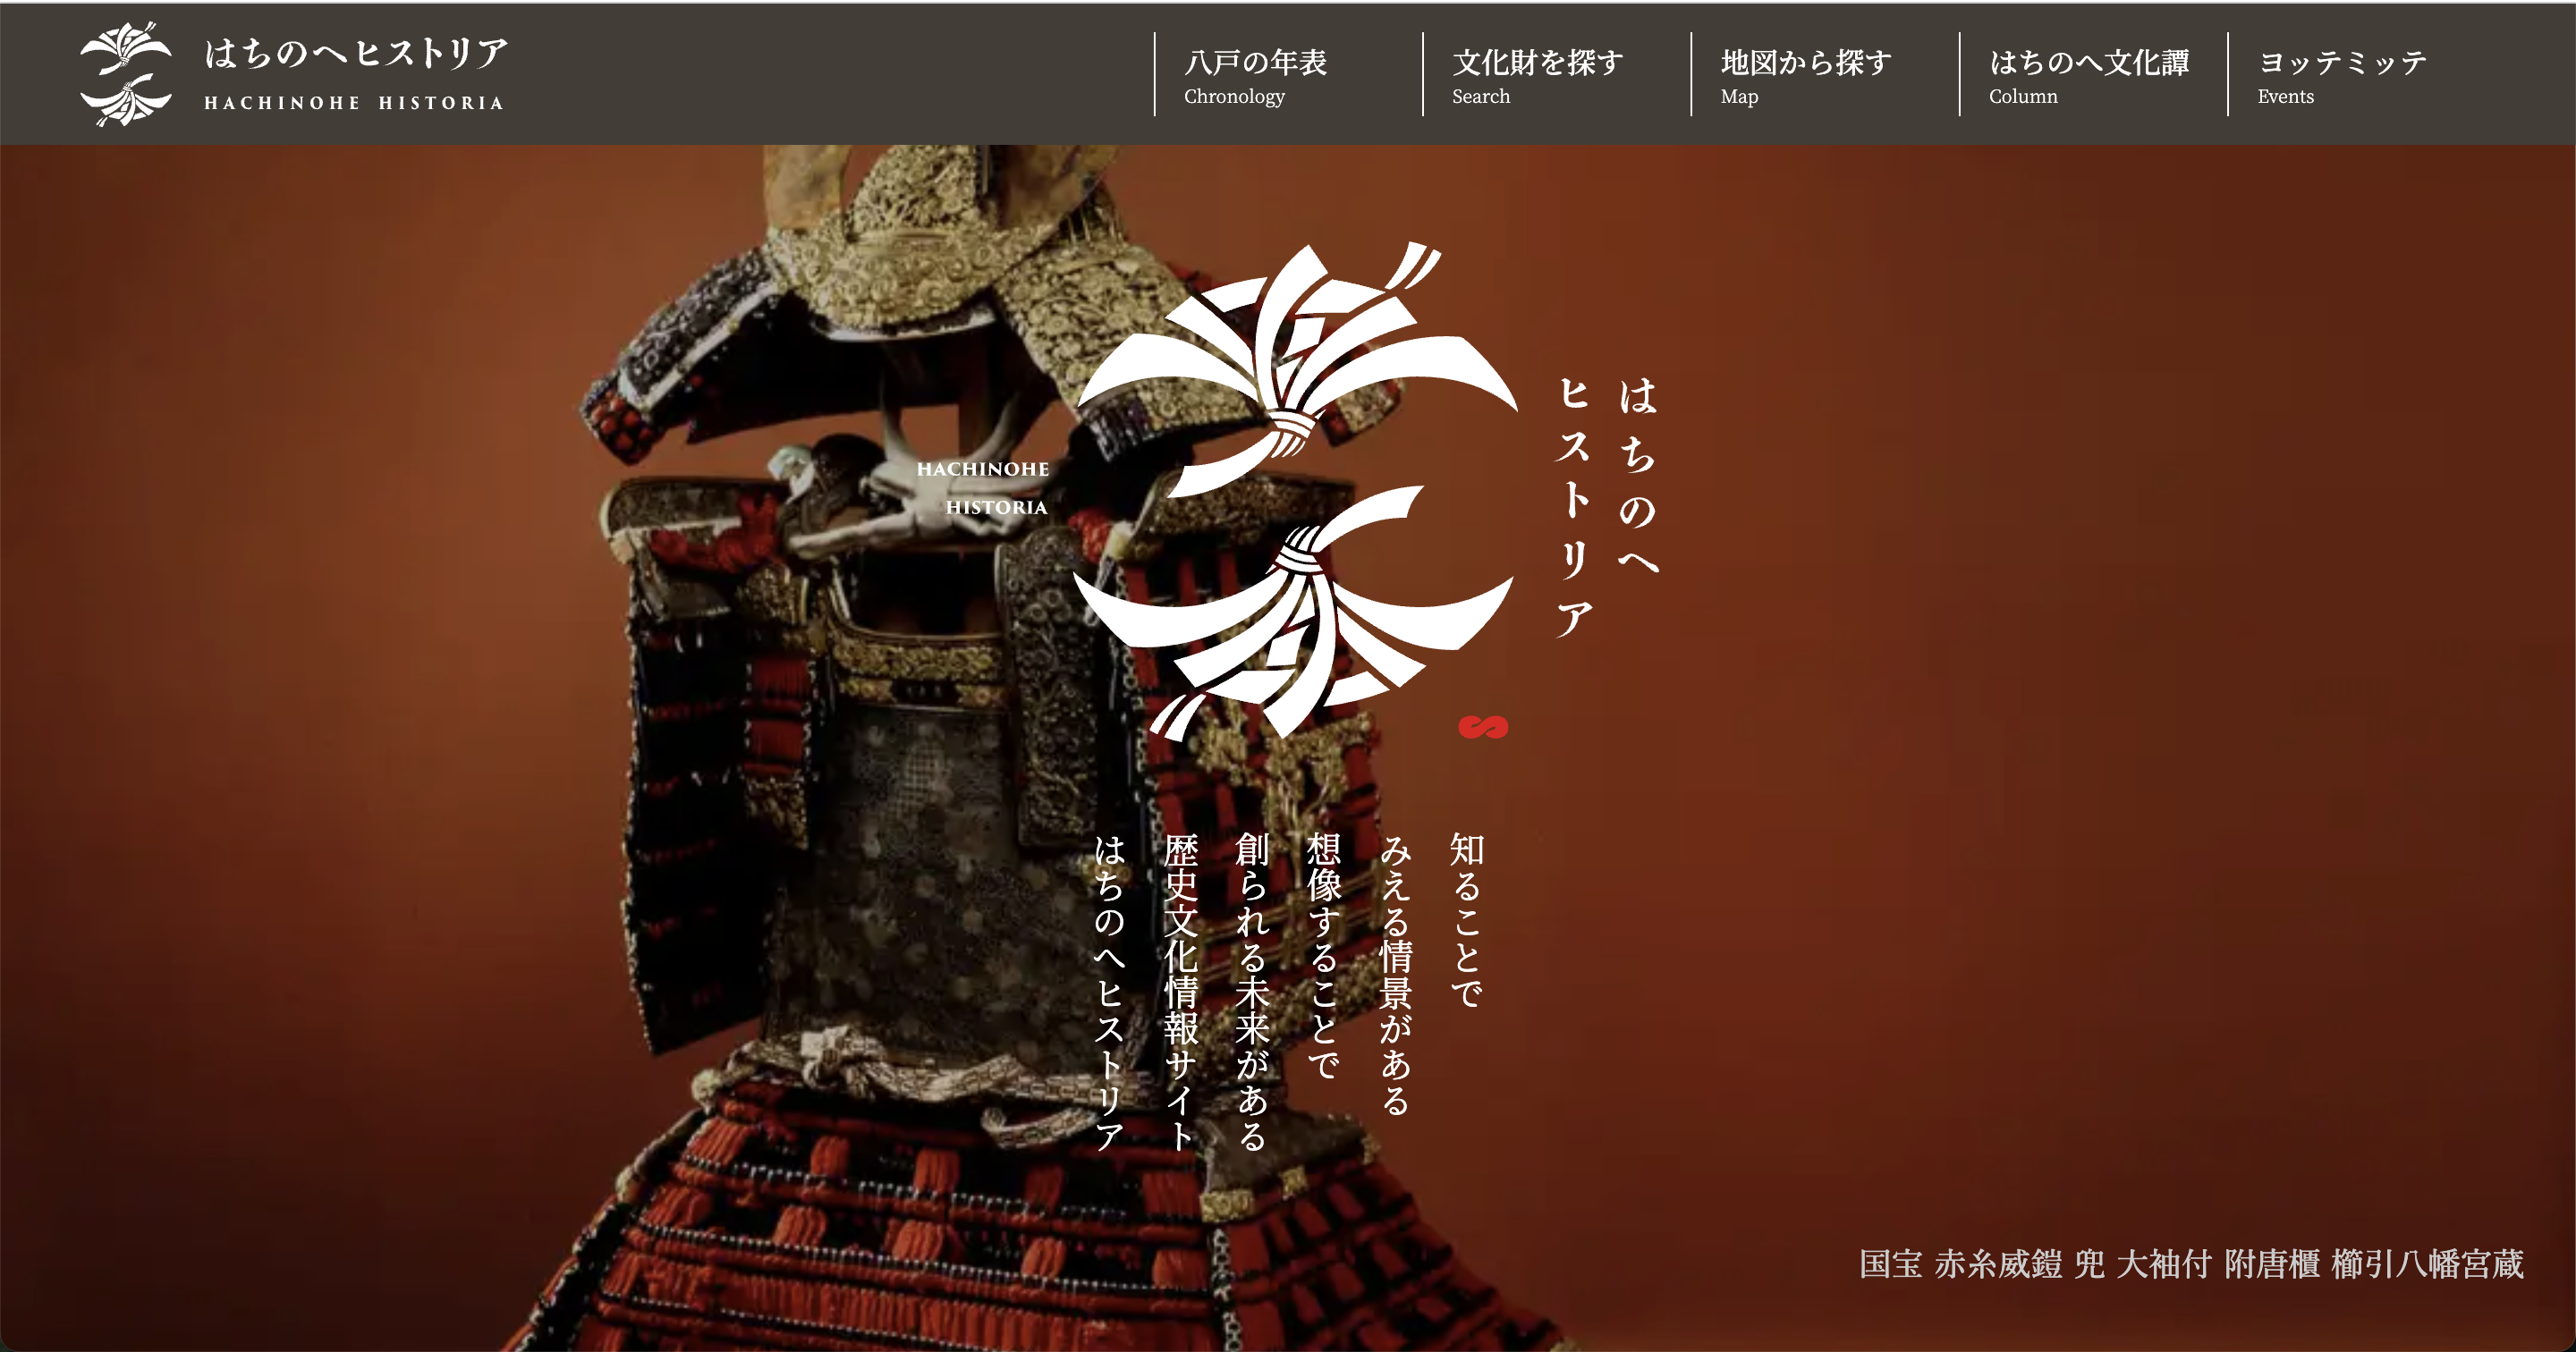 はちのへヒストリア
HACHINOHE HISTORIA
八戸の年表
Chronology
文化財を探す
Search
地図から探す
Map
はちのへ文化譚
Column
ヨッテミッテ
Events
はちのへ
ヒストリア
HACHINOHE
HISTORIA
知ることで
みえる情景がある
想像することで
創られる未来がある
歴史文化情報サイト
はちのへヒストリア
国宝 赤糸威鎧 兜 大袖付 附唐櫃 櫛引八幡宮蔵